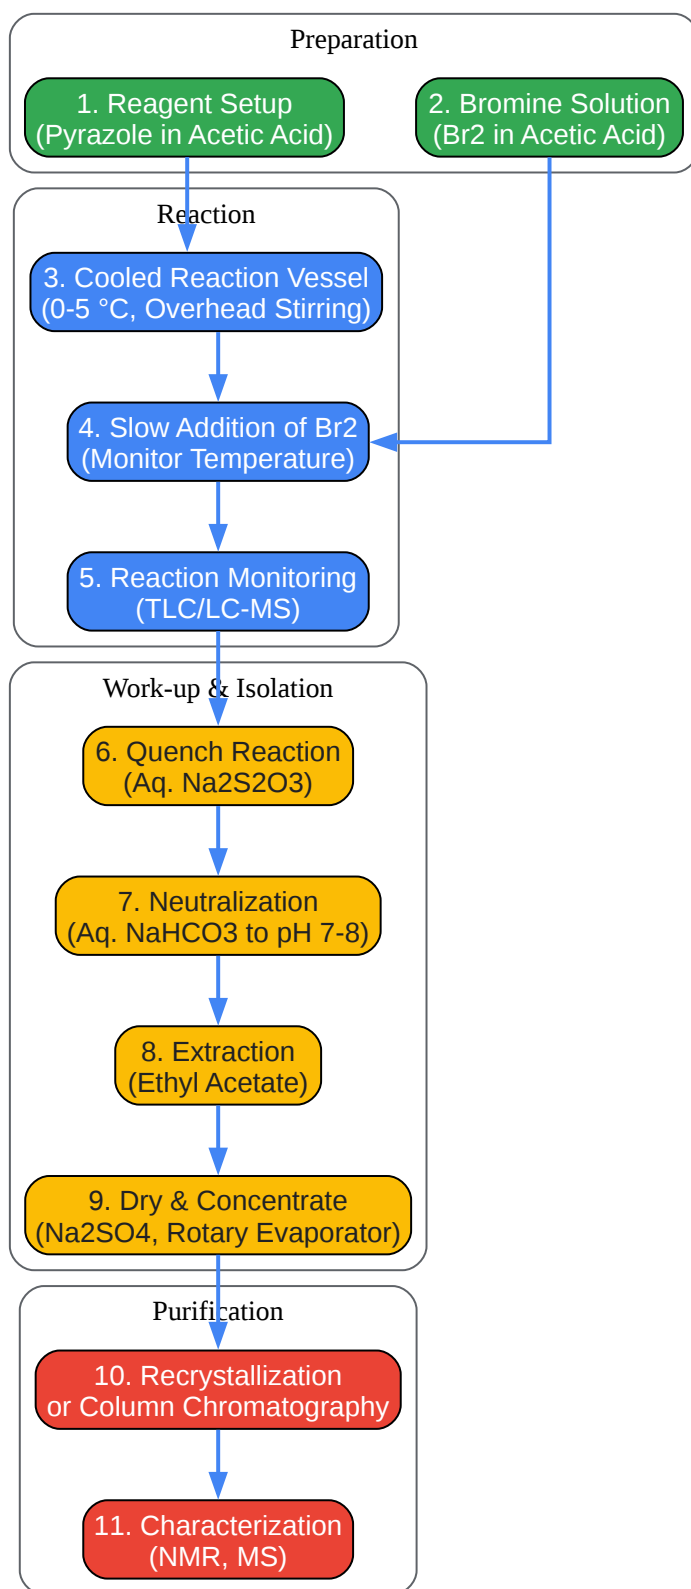 Preparation
1. Reagent Setup
(Pyrazole in Acetic Acid)
2. Bromine Solution
(Br2 in Acetic Acid)
Reaction
3. Cooled Reaction Vessel
(0-5 °C, Overhead Stirring)
4. Slow Addition of Br2
(Monitor Temperature)
5. Reaction Monitoring
(TLC/LC-MS)
Work-up & Isolation
6. Quench Reaction
(Aq. Na2S2O3)
7. Neutralization
(Aq. NaHCO3 to pH 7-8)
8. Extraction
(Ethyl Acetate)
9. Dry & Concentrate
(Na2SO4, Rotary Evaporator)
Purification
10. Recrystallization
or Column Chromatography
11. Characterization
(NMR, MS)